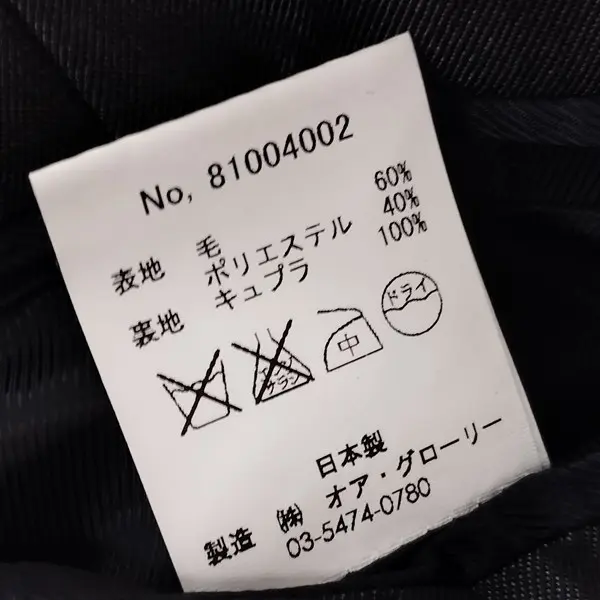 No, 81004002
表地 毛 60%
ポリエステル 40%
裏地 キュプラ 100%
中
ドライ
日本製
製造 ㈱ オア・グローリー
03-5474-0780